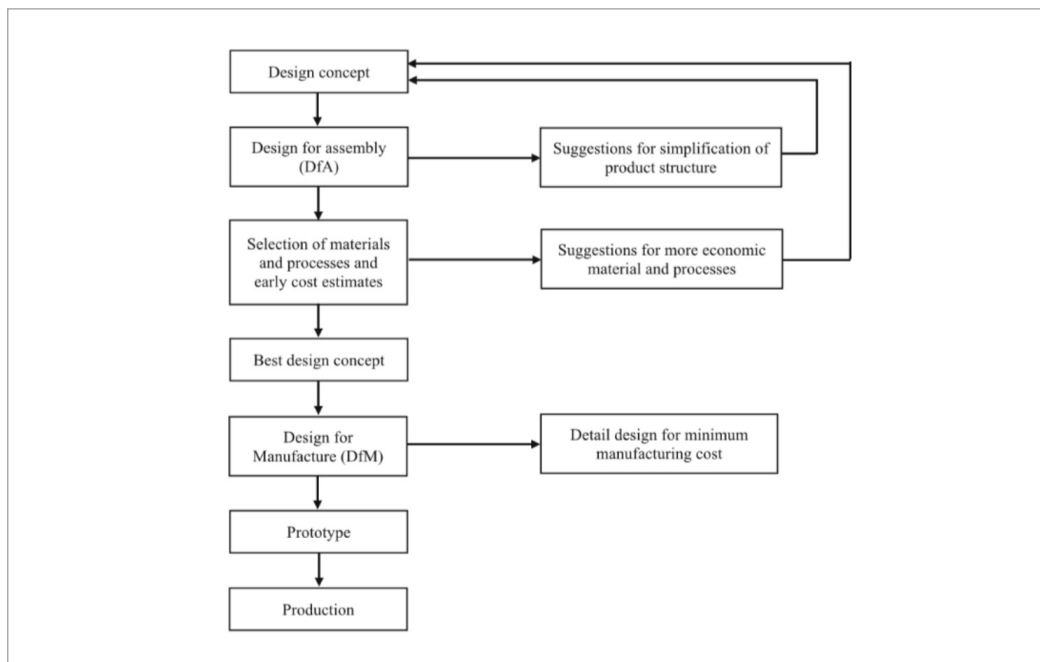 Design concept
Design for assembly
(DfA)
Suggestions for simplification of
product structure
Selection of materials
and processes and
early cost estimates
Suggestions for more economic
material and processes
Best design concept
Design for
Manufacture (DfM)
Detail design for minimum
manufacturing cost
Prototype
Production